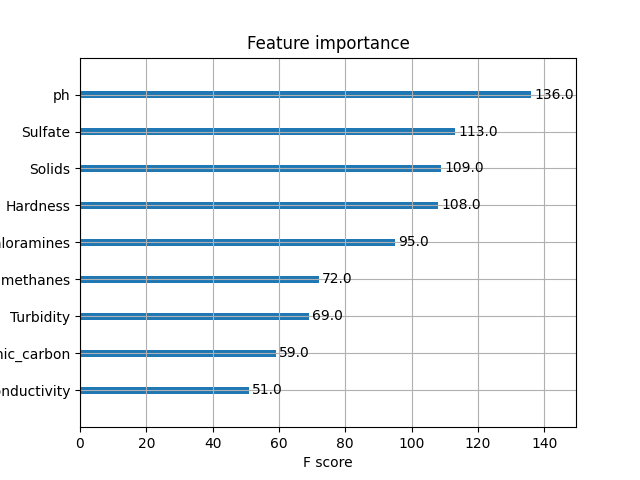 Feature importance
ph
136.0
Sulfate
113.0
Solids
109.0
Hardness
108.0
loramines
95.0
methanes
72.0
Turbidity
69.0
nic_carbon
59.0
onductivity
51.0
0 20 40 60 80 100 120 140
F score